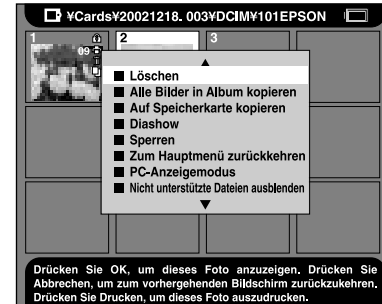 ¥Cards¥20021218. 003¥DCIM¥101EPSON
1 2 3
09
Löschen
Alle Bilder in Album kopieren
Auf Speicherkarte kopieren
Diashow
Sperren
Zum Hauptmenü zurückkehren
PC-Anzeigemodus
Nicht unterstützte Dateien ausblenden
Drücken Sie OK, um dieses Foto anzuzeigen. Drücken Sie
Abbrechen, um zum vorhergehenden Bildschirm zurückzukehren.
Drücken Sie Drucken, um dieses Foto auszudrucken.